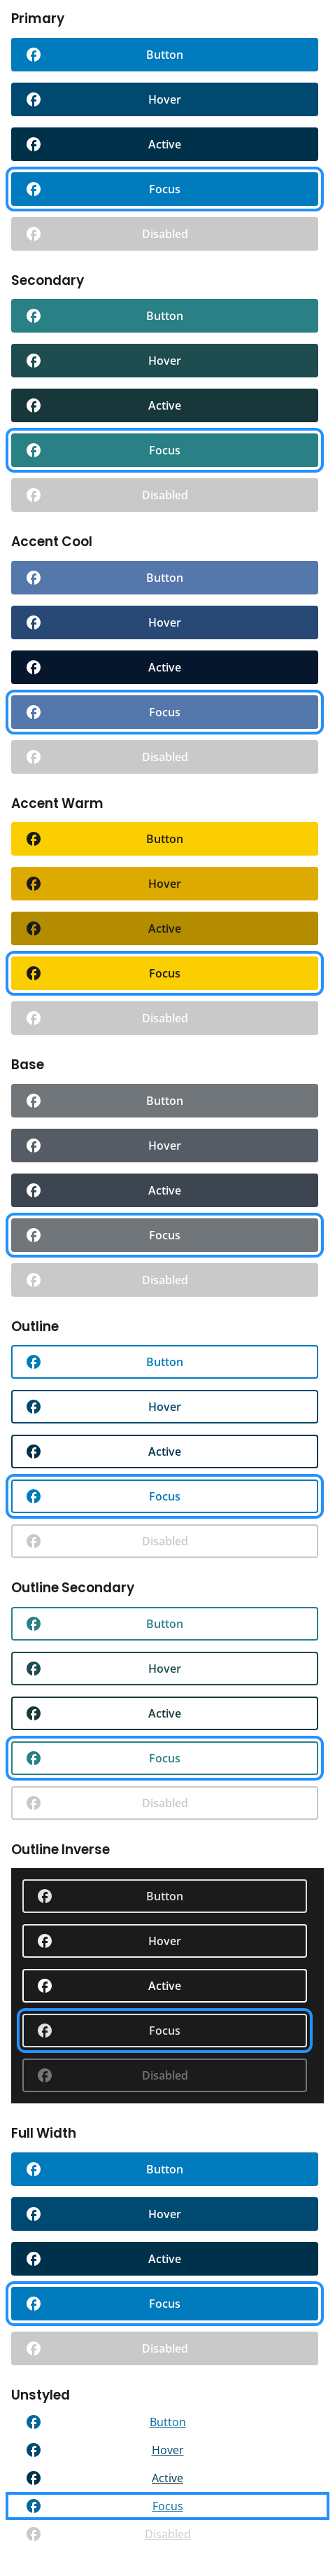 Primary
Button
Hover
Active
Focus
Disabled
Secondary
Button
Hover
Active
Focus
Disabled
Accent Cool
Button
Hover
Active
Focus
Disabled
Accent Warm
Button
Hover
Active
Focus
Disabled
Base
Button
Hover
Active
Focus
Disabled
Outline
Button
Hover
Active
Focus
Disabled
Outline Secondary
Button
Hover
Active
Focus
Disabled
Outline Inverse
Button
Hover
Active
Focus
Disabled
Full Width
Button
Hover
Active
Focus
Disabled
Unstyled
Button
Hover
Active
Focus
Disabled